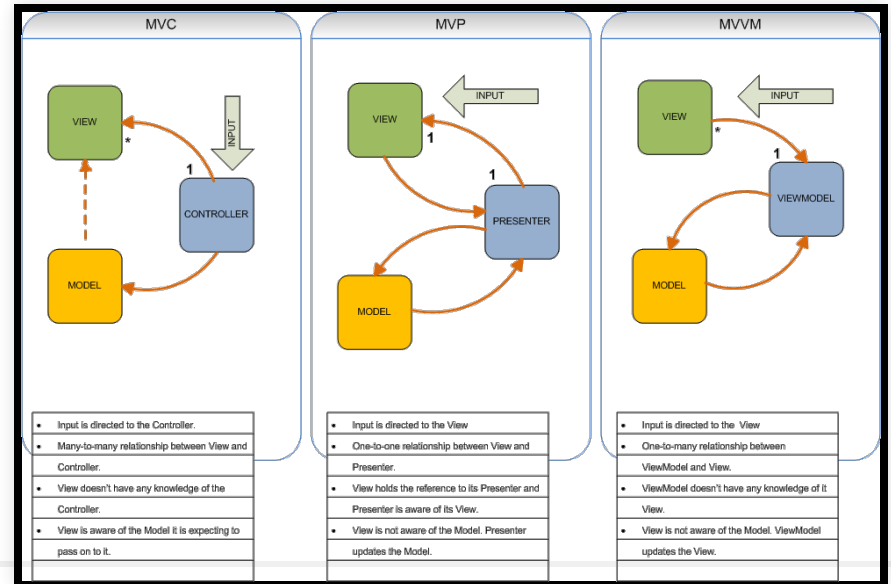 MVC
VIEW
*
INPUT
1
CONTROLLER
MODEL
• Input is directed to the Controller.
• Many-to-many relationship between View and
Controller.
• View doesn't have any knowledge of the
Controller.
• View is aware of the Model it is expecting to
pass on to it.
MVP
INPUT
VIEW
1
1
PRESENTER
MODEL
• Input is directed to the View
• One-to-one relationship between View and
Presenter.
• View holds the reference to its Presenter and
Presenter is aware of its View.
• View is not aware of the Model. Presenter
updates the Model.
MVVM
INPUT
VIEW
*
1
VIEWMODEL
MODEL
• Input is directed to the View
• One-to-many relationship between
ViewModel and View.
• ViewModel doesn't have any knowledge of it
View.
• View is not aware of the Model. ViewModel
updates the View.